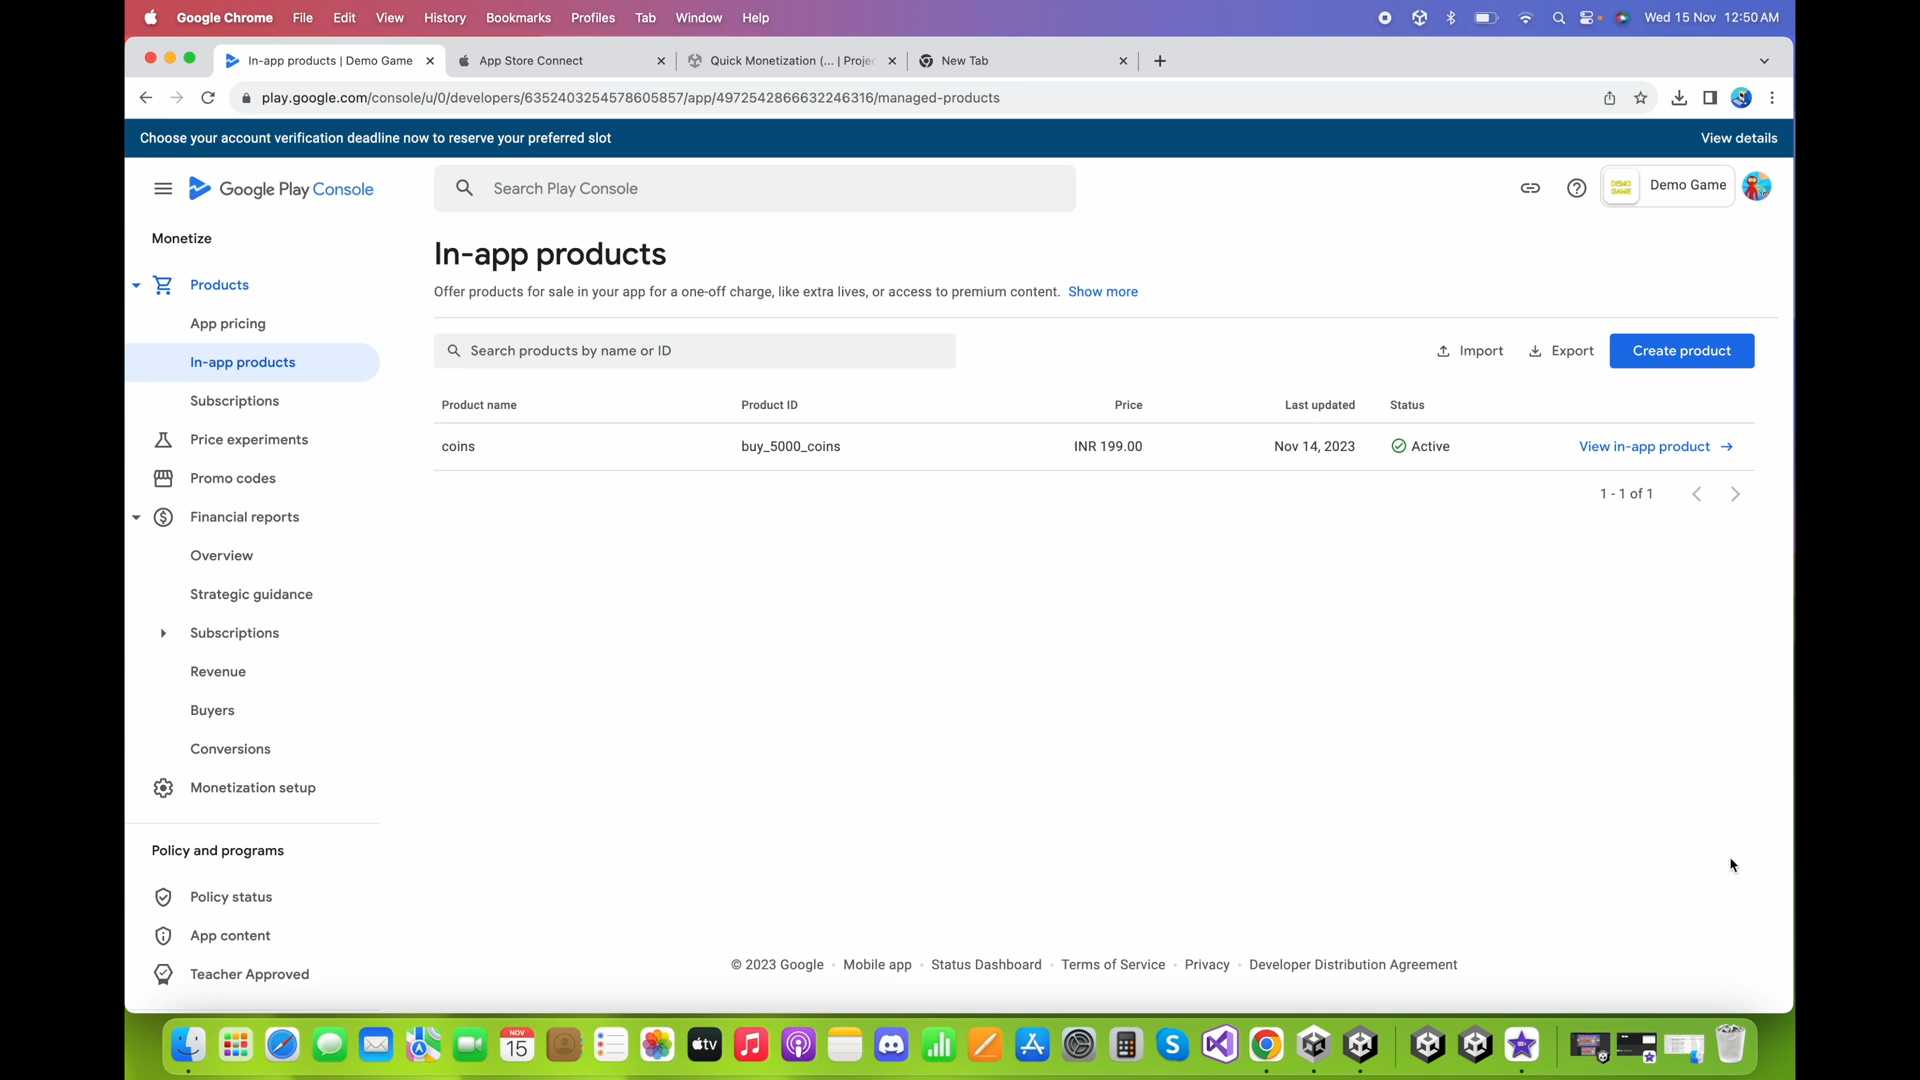 Google Chrome File Edit View History Bookmarks Profiles Tab Window Help Wed 15 Nov 12:50 AM
In-app products | Demo Game App Store Connect Quick Monetization (... | Projec New Tab
play.google.com/console/u/0/developers/6352403254578605857/app/4972542866632246316/managed-products
Choose your account verification deadline now to reserve your preferred slot View details
Google Play Console Search Play Console DEMO GAME Demo Game
Monetize
Products
App pricing
In-app products
Subscriptions
Price experiments
Promo codes
Financial reports
Overview
Strategic guidance
Subscriptions
Revenue
Buyers
Conversions
Monetization setup
Policy and programs
Policy status
App content
Teacher Approved
In-app products
Offer products for sale in your app for a one-off charge, like extra lives, or access to premium content. Show more
Search products by name or ID Import Export Create product
Product name Product ID Price Last updated Status
coins buy_5000_coins INR 199.00 Nov 14, 2023 Active View in-app product →
1 - 1 of 1
© 2023 Google · Mobile app · Status Dashboard · Terms of Service · Privacy · Developer Distribution Agreement
NOV
15
tv
S